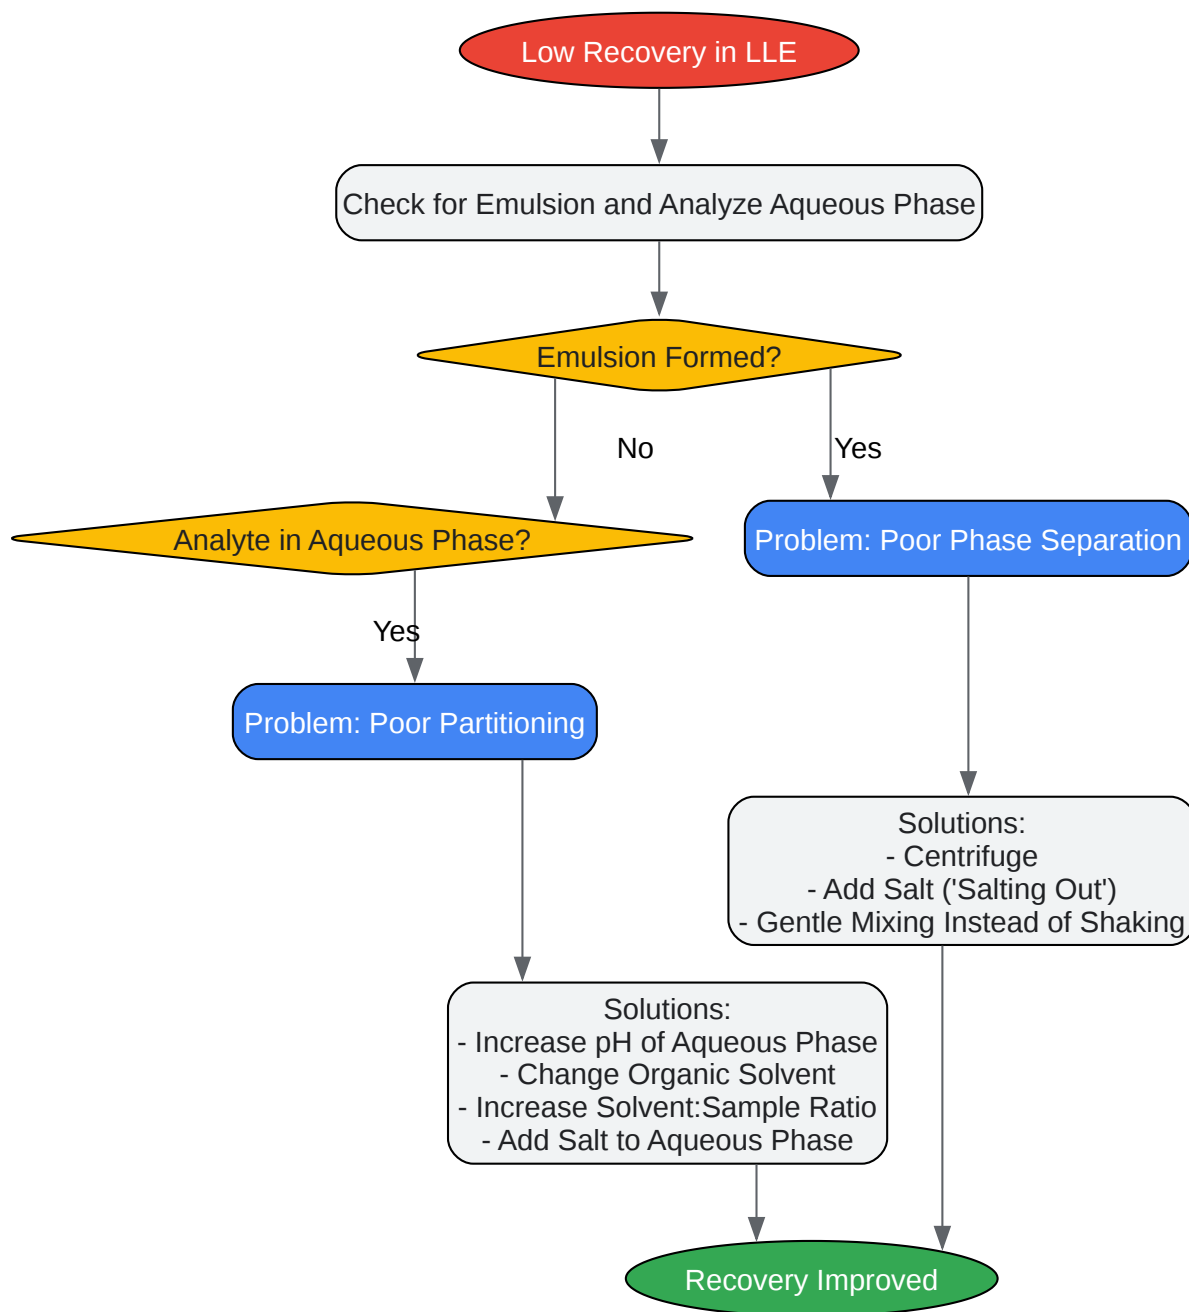 Low Recovery in LLE
Check for Emulsion and Analyze Aqueous Phase
Emulsion Formed?
No
Yes
Analyte in Aqueous Phase?
Problem: Poor Phase Separation
Yes
Problem: Poor Partitioning
Solutions:
- Centrifuge
- Add Salt ('Salting Out')
- Gentle Mixing Instead of Shaking
Solutions:
- Increase pH of Aqueous Phase
- Change Organic Solvent
- Increase Solvent:Sample Ratio
- Add Salt to Aqueous Phase
Recovery Improved